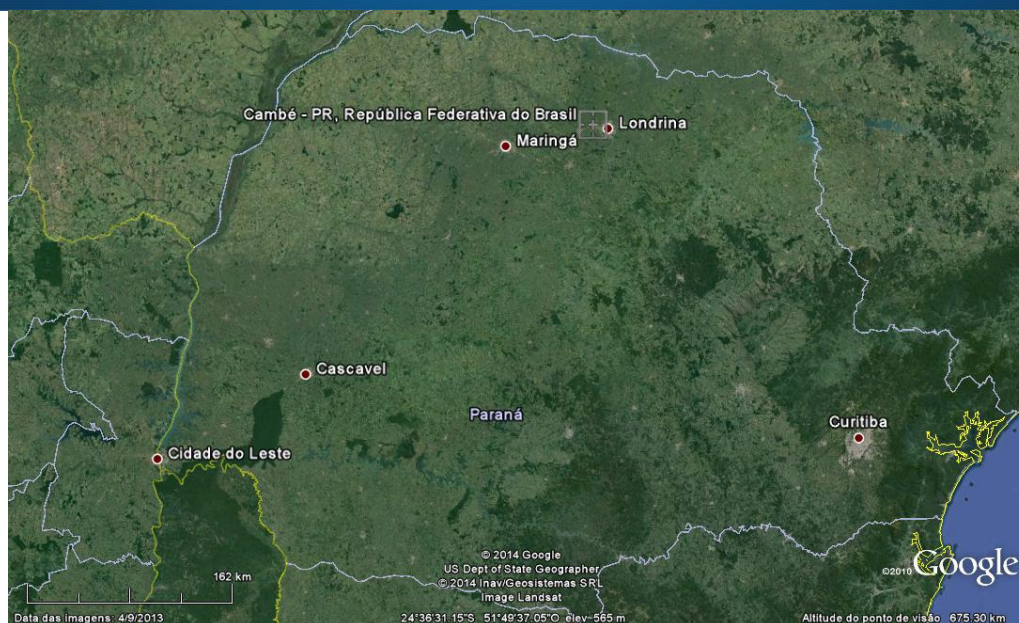 Cambé - PR, República Federativa do Brasil
Londrina
Maringá
Cascavel
Paraná
Curitiba
Cidade do Leste
© 2014 Google
US Dept of State Geographer
© 2014 Inav/Geosistemas SRL
Image Landsat
©2010 Google
162 km
Data das imagens: 4/9/2013
24°36'31.15"S 51°49'37.05"O elev 565 m
Altitude do ponto de visão 675.30 km